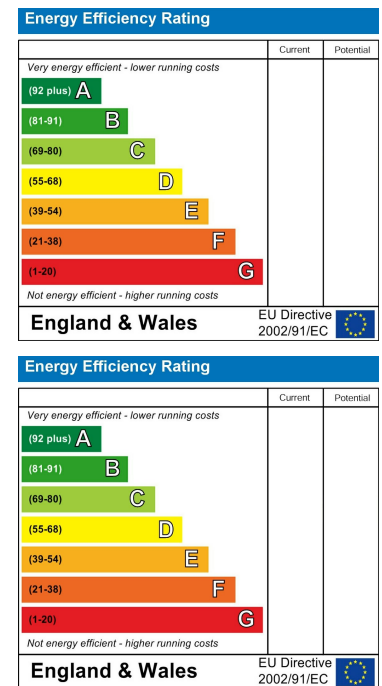 Energy Efficiency Rating
Current Potential
Very energy efficient - lower running costs
(92 plus) A
(81-91) B
(69-80) C
(55-68) D
(39-54) E
(21-38) F
(1-20) G
Not energy efficient - higher running costs
England & Wales EU Directive
2002/91/EC
Energy Efficiency Rating
Current Potential
Very energy efficient - lower running costs
(92 plus) A
(81-91) B
(69-80) C
(55-68) D
(39-54) E
(21-38) F
(1-20) G
Not energy efficient - higher running costs
England & Wales EU Directive
2002/91/EC